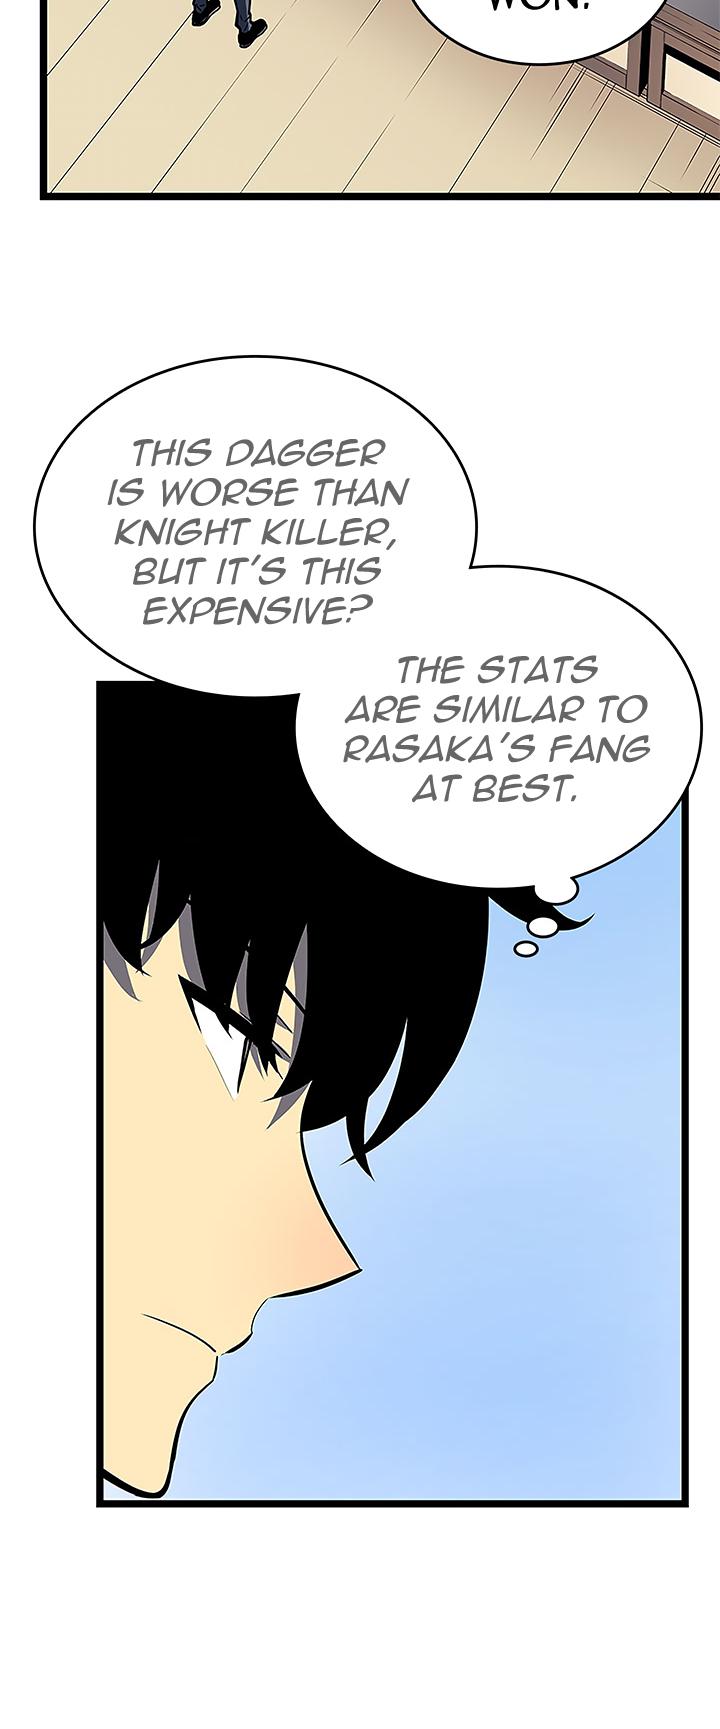 WON.
THIS DAGGER
IS WORSE THAN
KNIGHT KILLER,
BUT IT'S THIS
EXPENSIVE?
THE STATS
ARE SIMILAR TO
RASAKA'S FANG
AT BEST.